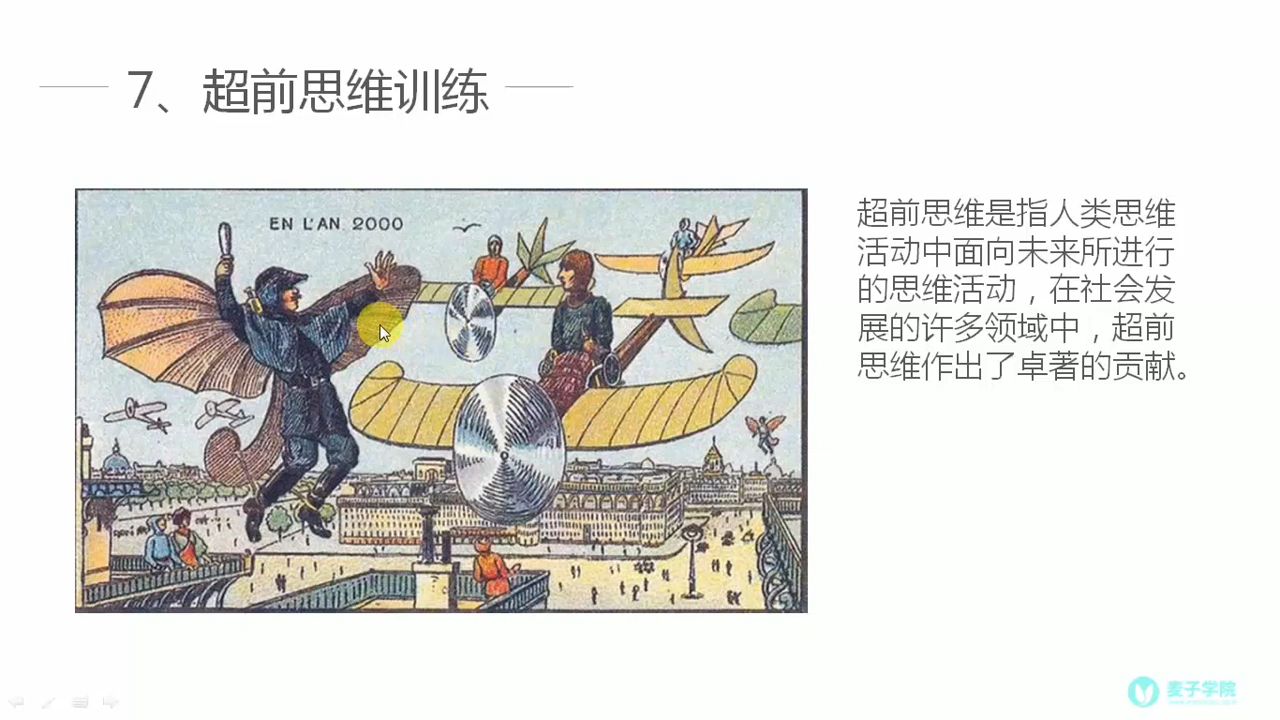 7、超前思维训练
EN L'AN 2000
超前思维是指人类思维
活动中面向未来所进行
的思维活动，在社会发
展的许多领域中，超前
思维作出了卓著的贡献。
麦子学院